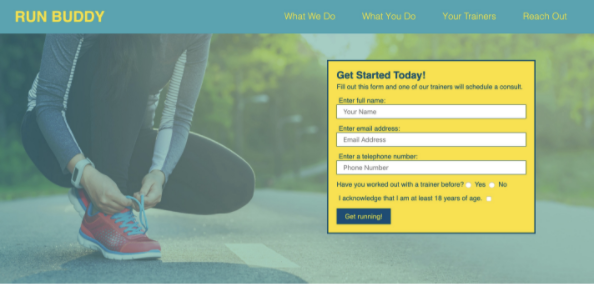 RUN BUDDY
What We Do
What You Do
Your Trainers
Reach Out
Get Started Today!
Fill out this form and one of our trainers will schedule a consult.
Enter full name:
Your Name
Enter email address:
Email Address
Enter a telephone number:
Phone Number
Have you worked out with a trainer before? Yes No
I acknowledge that I am at least 18 years of age.
Get running!